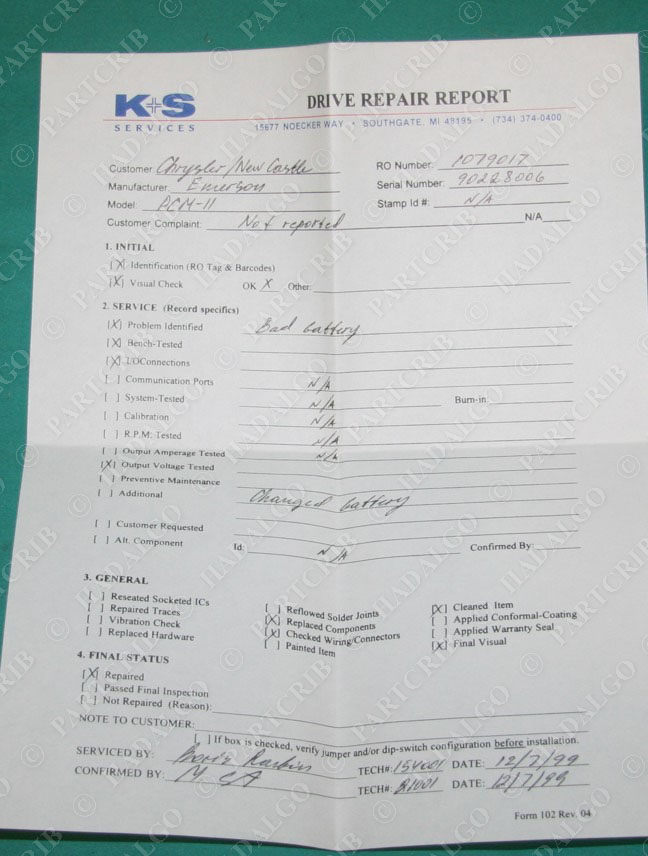 K+S
SERVICES
DRIVE REPAIR REPORT
15677 NOECKER WAY • SOUTHGATE, MI 48195 • (734) 374-0400
Customer: Chrysler/New Castle
RO Number: 1079017
Manufacturer: Emerson
Serial Number: 90228006
Model: PCM-11
Stamp Id #: N/A
Customer Complaint: Not reported N/A
1. INITIAL
[X] Identification (RO Tag & Barcodes)
[X] Visual Check OK X Other:
2. SERVICE (Record specifics)
[X] Problem Identified Bad battery
[X] Bench-Tested
[X] I/OConnections
[ ] Communication Ports N/A
[ ] System-Tested N/A Burn-in:
[ ] Calibration N/A
[ ] R.P.M. Tested N/A
[ ] Output Amperage Tested N/A
[X] Output Voltage Tested
[ ] Preventive Maintenance
[ ] Additional Changed battery
[ ] Customer Requested
[ ] Alt. Component Id: N/A Confirmed By:
3. GENERAL
[ ] Reseated Socketed ICs
[ ] Repaired Traces
[ ] Vibration Check
[ ] Replaced Hardware
[ ] Reflowed Solder Joints
[X] Replaced Components
[X] Checked Wiring/Connectors
[ ] Painted Item
[X] Cleaned Item
[ ] Applied Conformal-Coating
[ ] Applied Warranty Seal
[X] Final Visual
4. FINAL STATUS
[X] Repaired
[ ] Passed Final Inspection
[ ] Not Repaired (Reason):
NOTE TO CUSTOMER:
[ ] If box is checked, verify jumper and/or dip-switch configuration before installation.
SERVICED BY: TECH#: 154001 DATE: 12/7/99
CONFIRMED BY: TECH#: 81001 DATE: 12/7/99
Form 102 Rev. 04
© PARTCRIB
© HADALGO